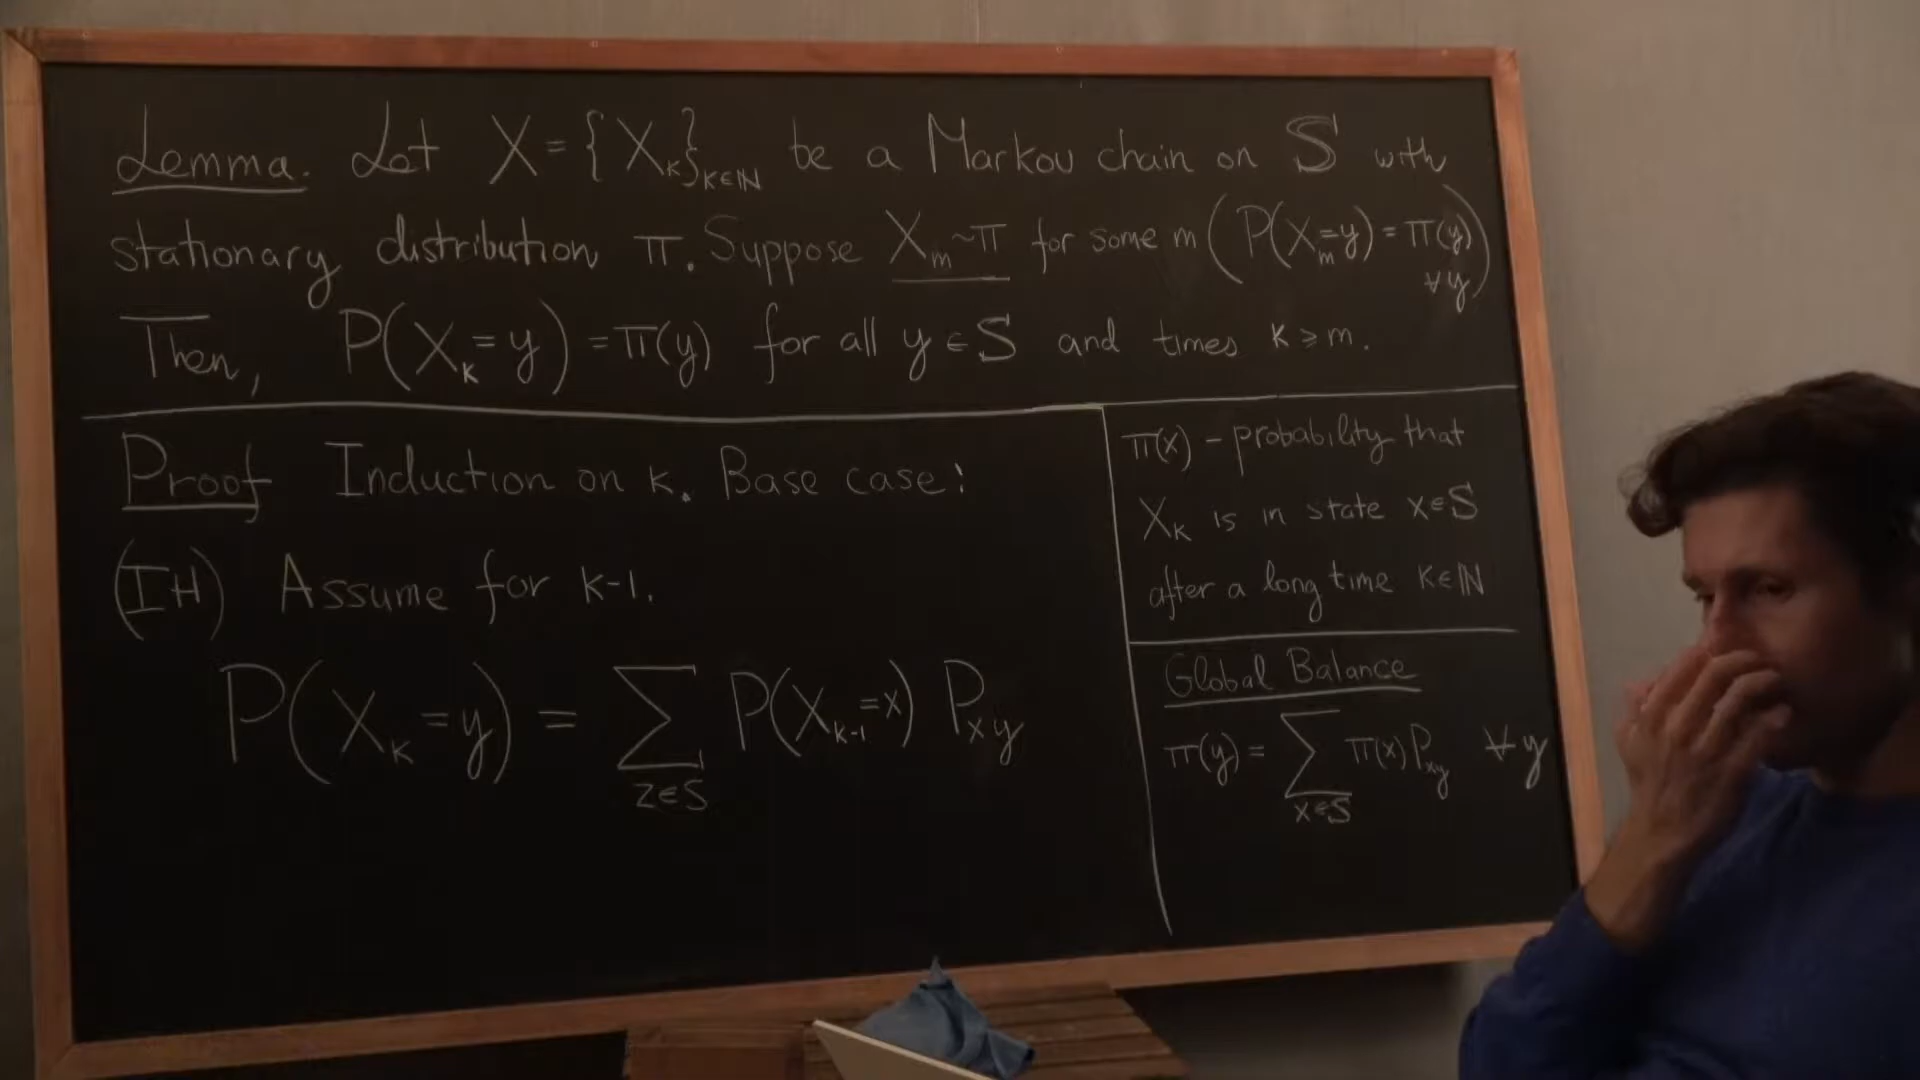 Lemma. Let X = {X_k}_{k∈ℕ} be a Markov chain on S with
stationary distribution π. Suppose X_m ~ π for some m (P(X_m = y) = π(y) ∀y)
Then, P(X_k = y) = π(y) for all y ∈ S and times k ≥ m.
Proof Induction on k. Base case:
(IH) Assume for k-1.
P(X_k = y) = ∑_{z∈S} P(X_{k-1} = x) P_{xy}
π(x) – probability that
X_k is in state x ∈ S
after a long time k ∈ ℕ
Global Balance
π(y) = ∑_{x∈S} π(x) P_{xy} ∀y